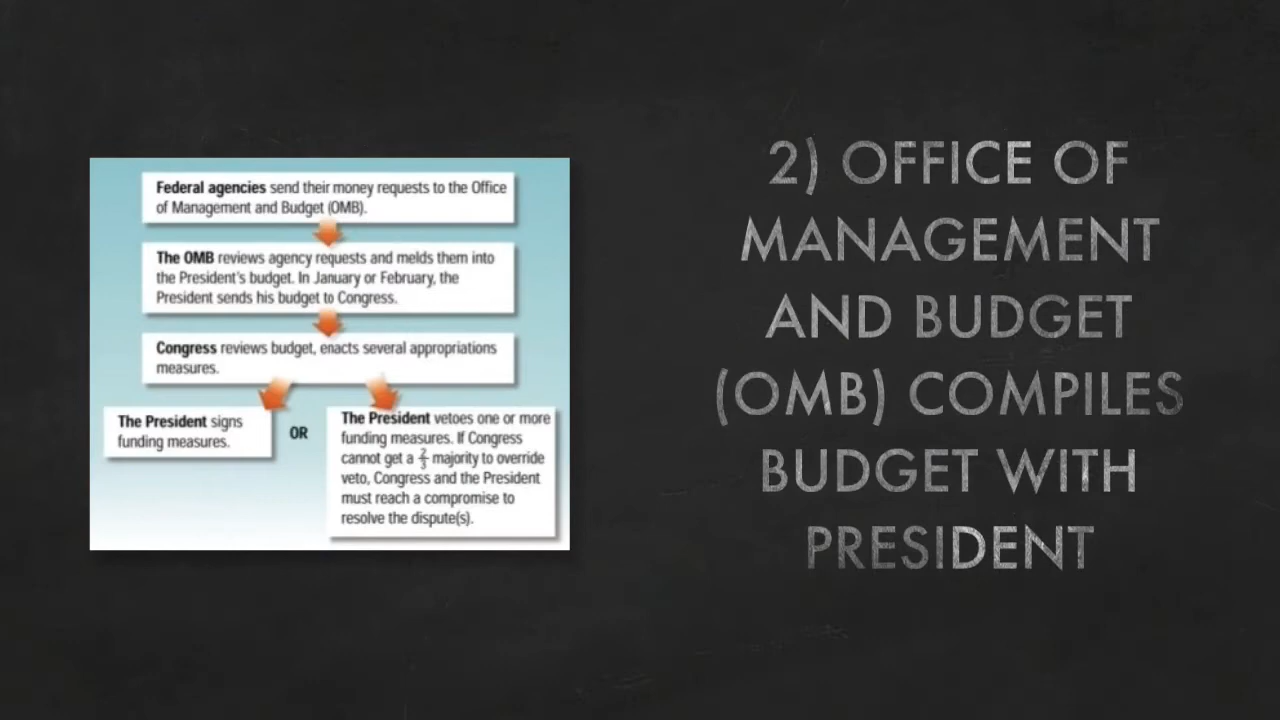 Federal agencies send their money requests to the Office
of Management and Budget (OMB).
The OMB reviews agency requests and melds them into
the President's budget. In January or February, the
President sends his budget to Congress.
Congress reviews budget, enacts several appropriations
measures.
The President signs
funding measures.
OR
The President vetoes one or more
funding measures. If Congress
cannot get a 2/3 majority to override
veto, Congress and the President
must reach a compromise to
resolve the dispute(s).
2) OFFICE OF
MANAGEMENT
AND BUDGET
(OMB) COMPILES
BUDGET WITH
PRESIDENT